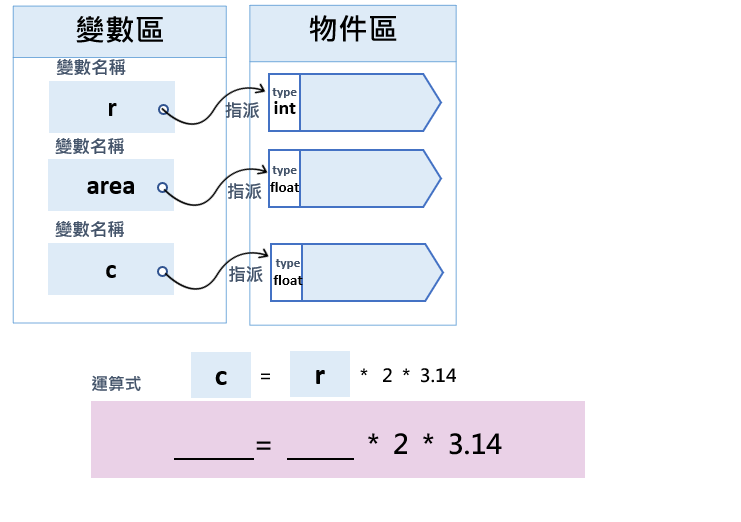 變數區
物件區
變數名稱
r
指派
type
int
變數名稱
area
指派
type
float
變數名稱
c
指派
type
float
運算式
c = r * 2 * 3.14
______= _____ * 2 * 3.14